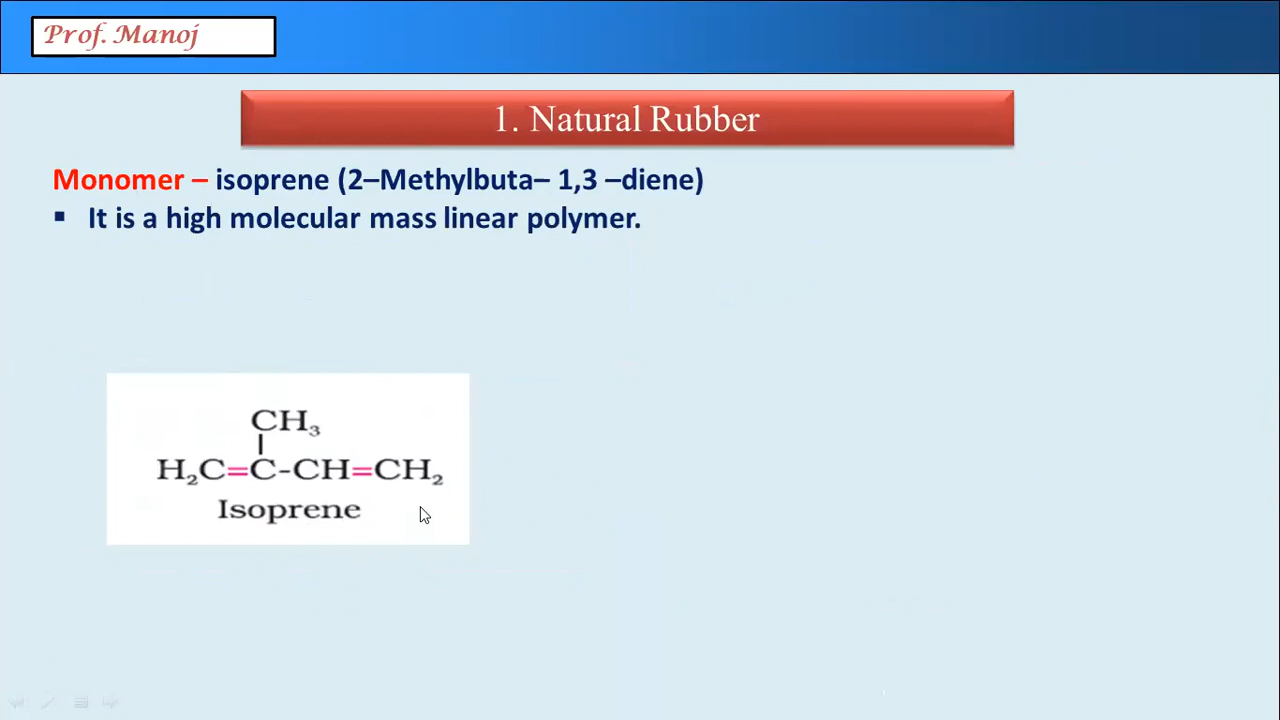 Prof. Manoj
1. Natural Rubber
Monomer – isoprene (2–Methylbuta– 1,3 –diene)
▪ It is a high molecular mass linear polymer.
CH₃
H₂C=C-CH=CH₂
Isoprene